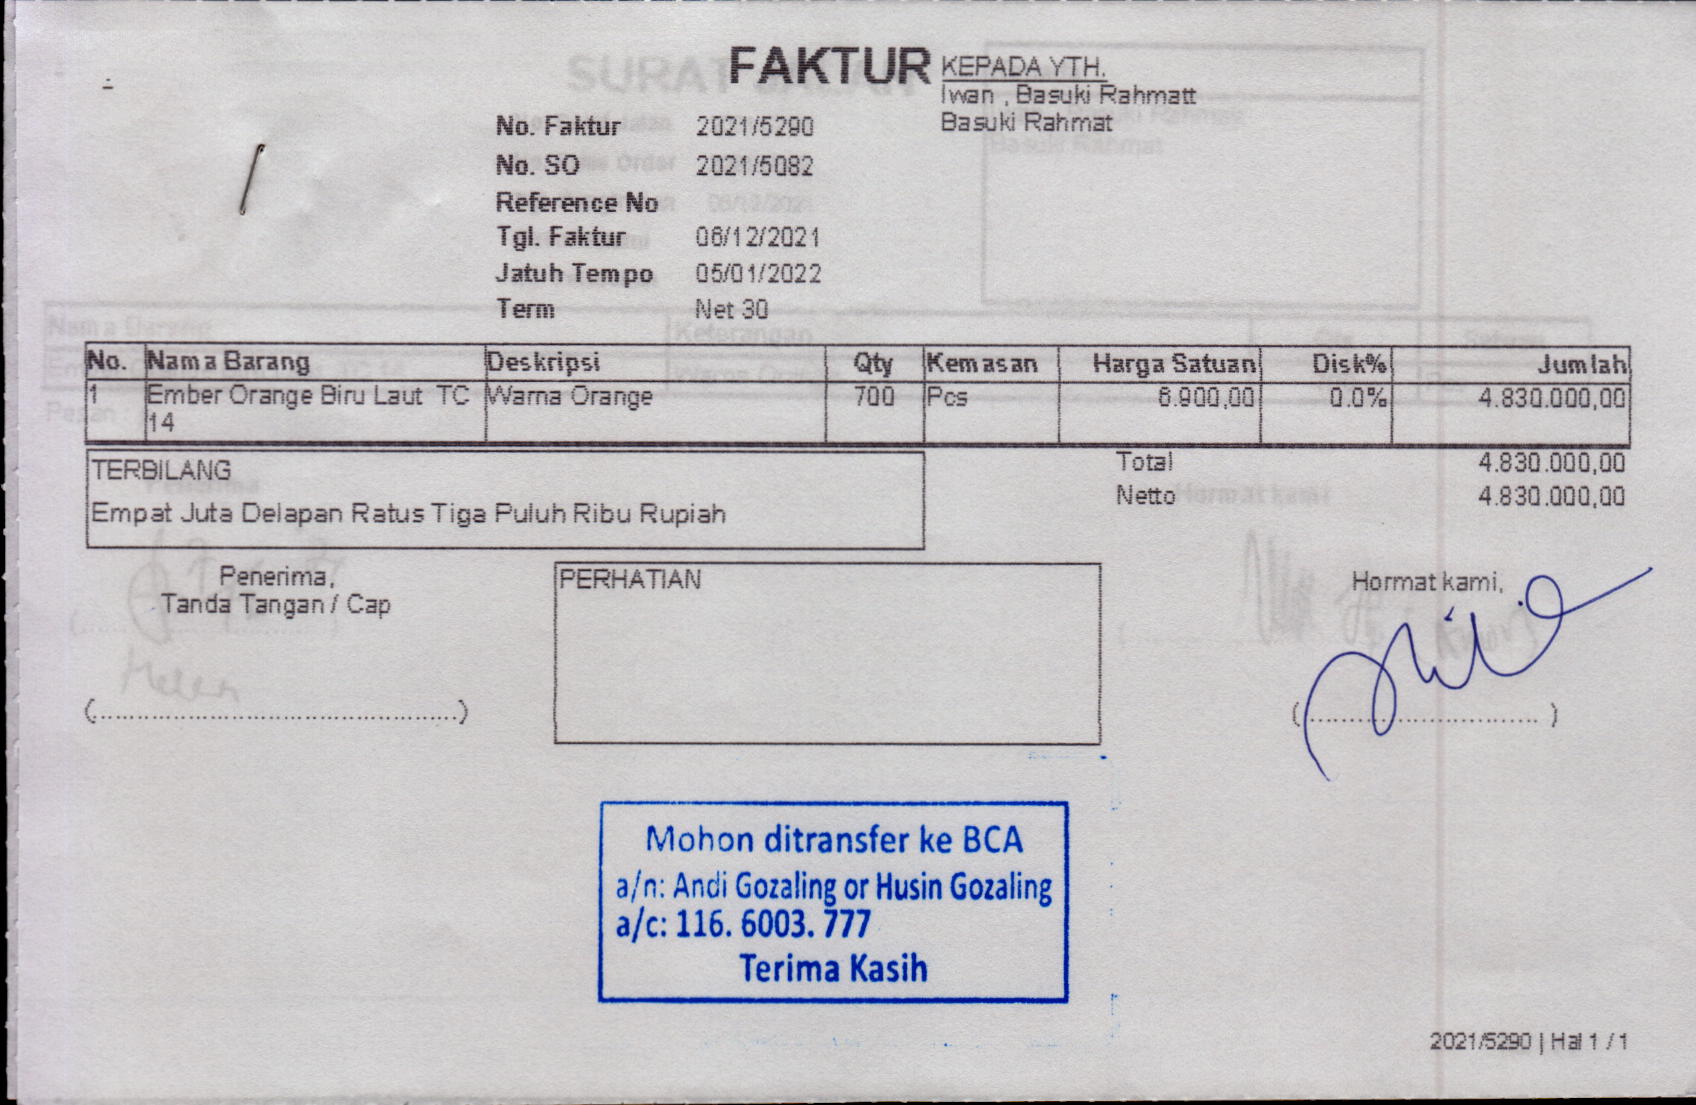 FAKTUR
KEPADA YTH.
Iwan , Basuki Rahmatt
Basuki Rahmat
No. Faktur 2021/5290
No. SO 2021/5082
Reference No
Tgl. Faktur 06/12/2021
Jatuh Tempo 05/01/2022
Term Net 30
No. Nama Barang Deskripsi Qty Kemasan Harga Satuan Disk% Jumlah
1 Ember Orange Biru Laut TC Warna Orange 700 Pcs 6.900,00 0.0% 4.830.000,00
14
TERBILANG
Empat Juta Delapan Ratus Tiga Puluh Ribu Rupiah
Total 4.830.000,00
Netto 4.830.000,00
Penerima,
Tanda Tangan / Cap
(................................................)
PERHATIAN
Hormat kami,
(................................ )
Mohon ditransfer ke BCA
a/n: Andi Gozaling or Husin Gozaling
a/c: 116. 6003. 777
Terima Kasih
2021/5290 | Hal 1 / 1